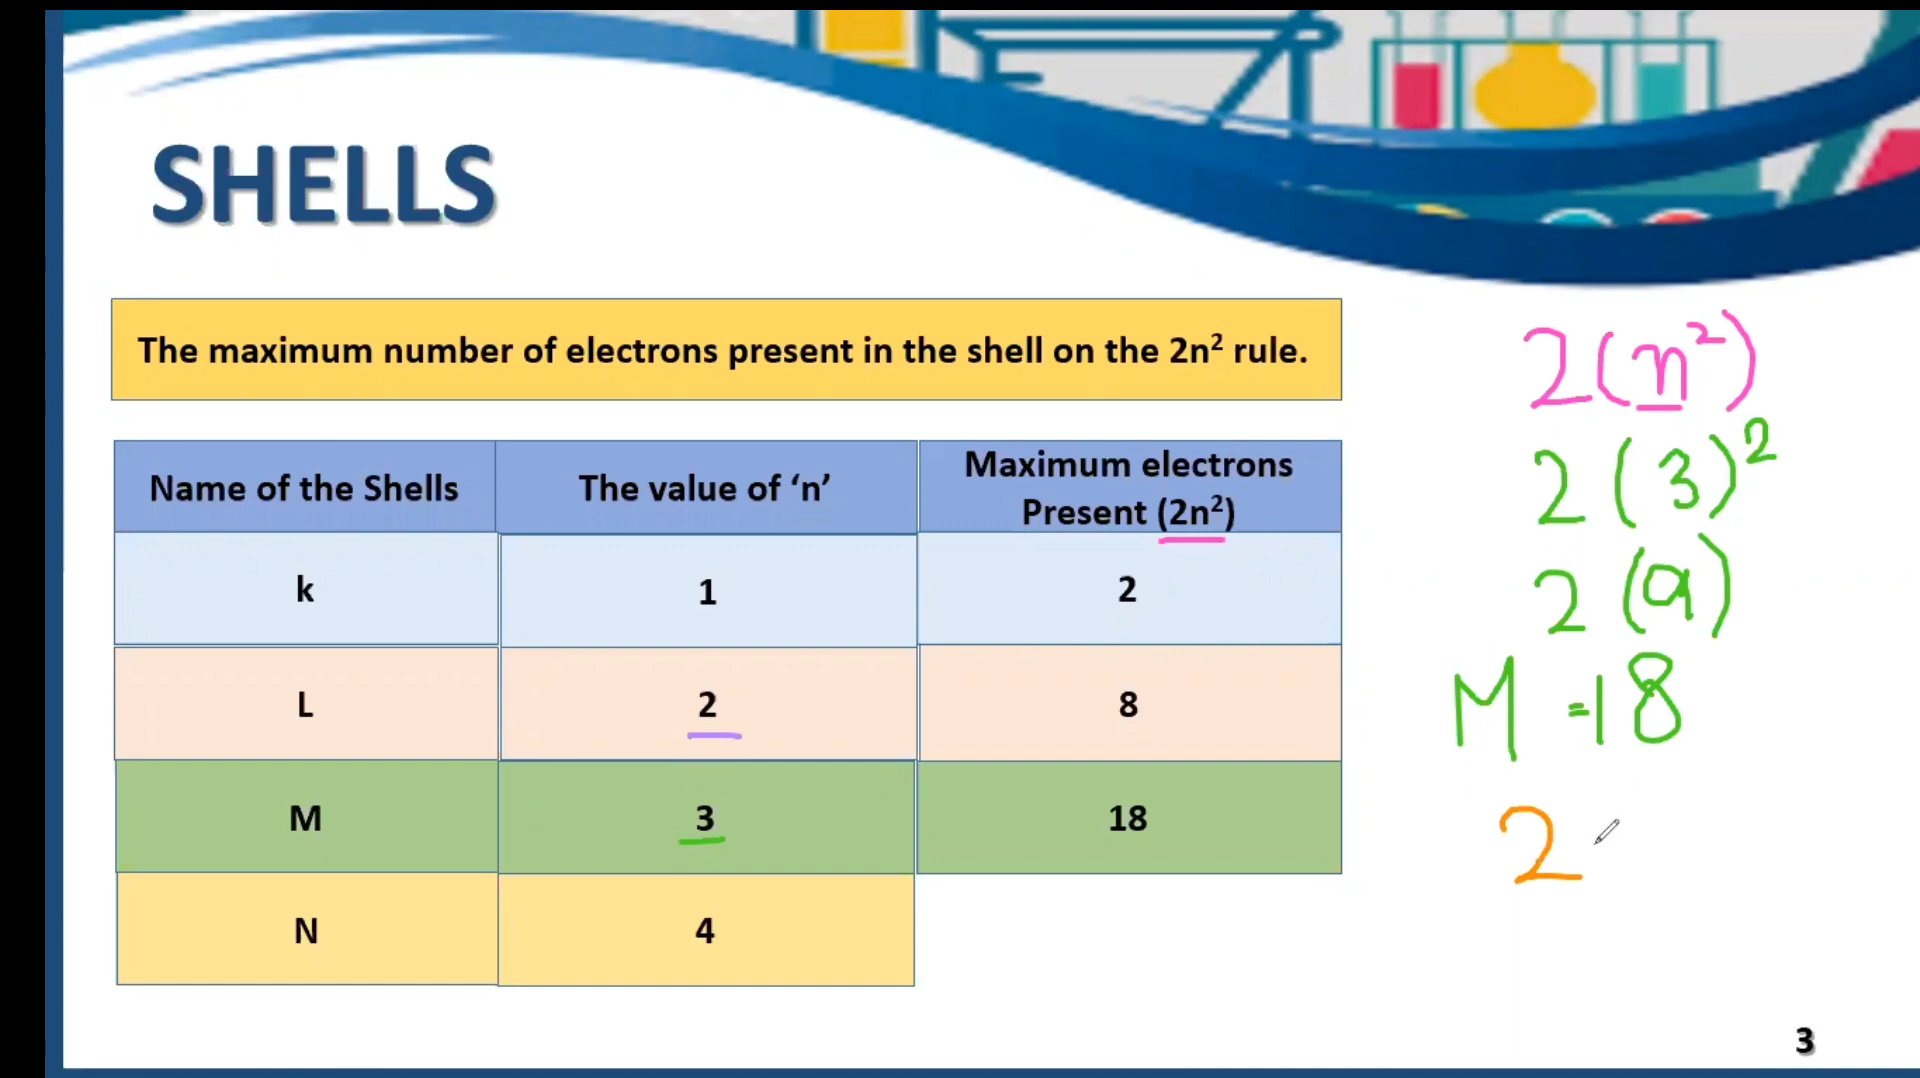 SHELLS
The maximum number of electrons present in the shell on the 2n² rule.
Name of the Shells The value of ‘n’ Maximum electrons Present (2n²)
k 1 2
L 2 8
M 3 18
N 4
2(n²)
2(3)²
2(9)
M =18
2
3